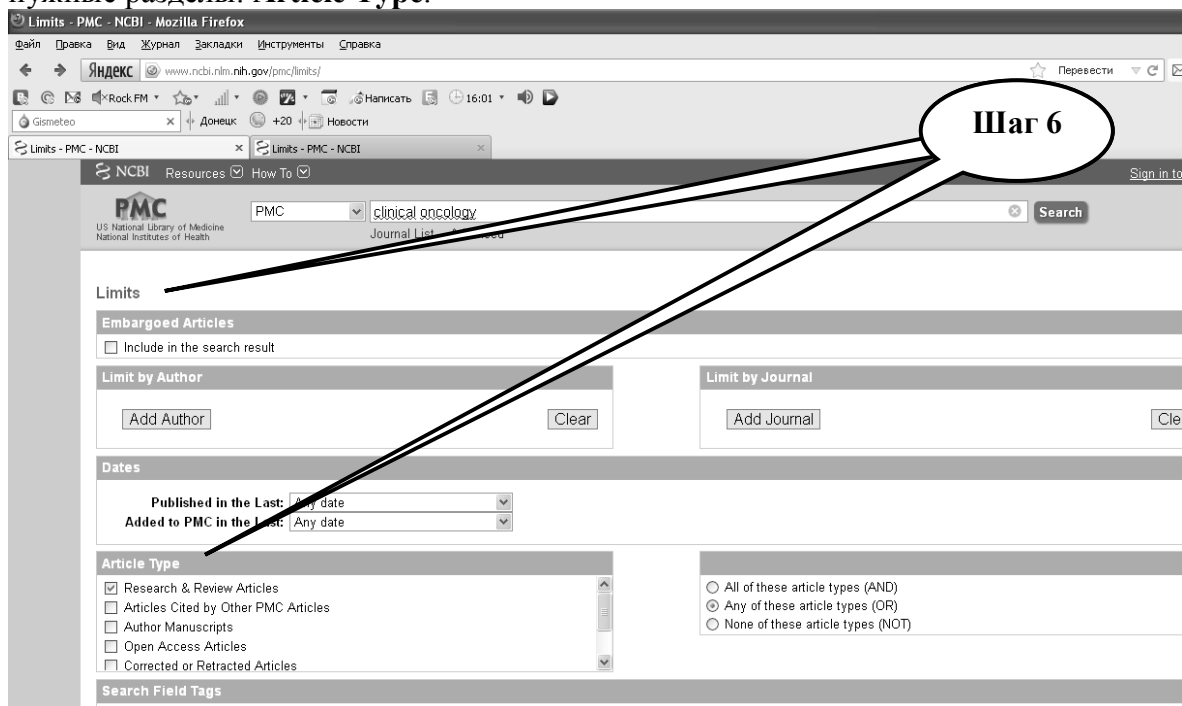 нужные разделы: Article Type.
Limits - PMC - NCBI - Mozilla Firefox
Файл Правка Вид Журнал Закладки Инструменты Справка
Яндекс www.ncbi.nlm.nih.gov/pmc/limits/ Перевести
Rock FM Написать 16:01
Gismeteo Донецк +20 Новости
Limits - PMC - NCBI Limits - PMC - NCBI
Шаг 6
NCBI Resources How To Sign in to
PMC PMC clinical oncology Search
US National Library of Medicine
National Institutes of Health
Journal List
Limits
Embargoed Articles
Include in the search result
Limit by Author Limit by Journal
Add Author Clear Add Journal Cle
Dates
Published in the Last: Any date
Added to PMC in the Last: Any date
Article Type
Research & Review Articles All of these article types (AND)
Articles Cited by Other PMC Articles Any of these article types (OR)
Author Manuscripts None of these article types (NOT)
Open Access Articles
Corrected or Retracted Articles
Search Field Tags